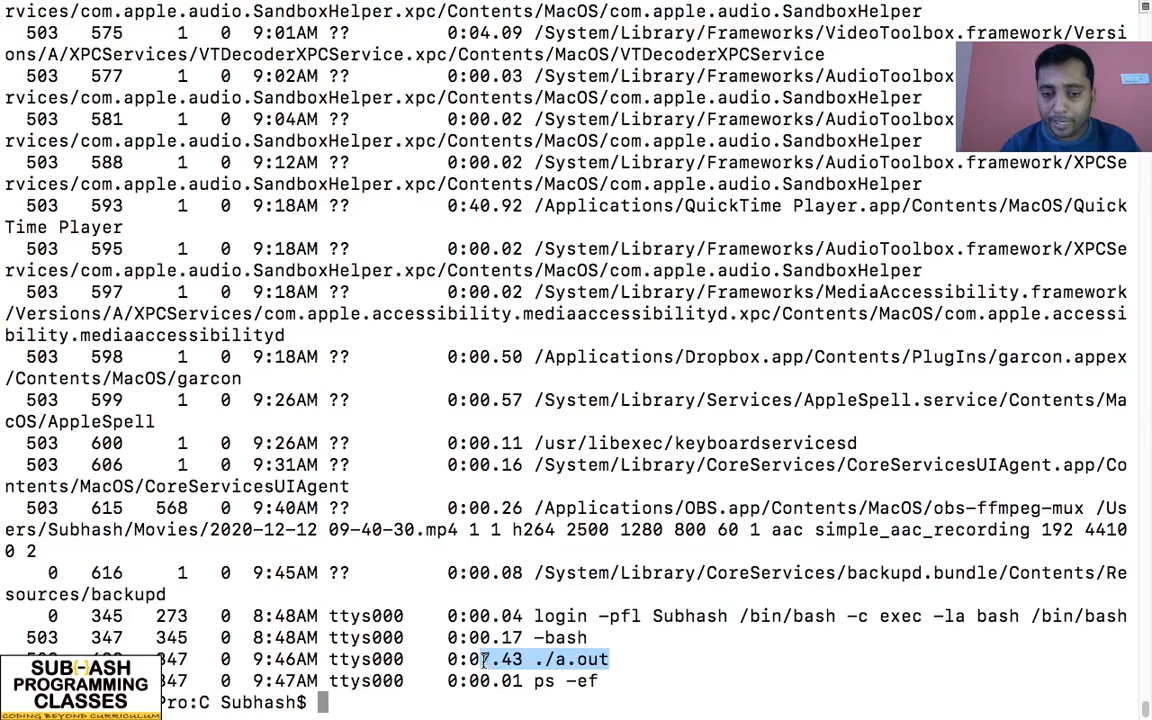 rvices/com.apple.audio.SandboxHelper.xpc/Contents/MacOS/com.apple.audio.SandboxHelper
503 575 1 0 9:01AM ?? 0:04.09 /System/Library/Frameworks/VideoToolbox.framework/Versi
ons/A/XPCServices/VTDecoderXPCService.xpc/Contents/MacOS/VTDecoderXPCService
503 577 1 0 9:02AM ?? 0:00.03 /System/Library/Frameworks/AudioToolbox
rvices/com.apple.audio.SandboxHelper.xpc/Contents/MacOS/com.apple.audio.SandboxHelper
503 581 1 0 9:04AM ?? 0:00.02 /System/Library/Frameworks/AudioToolbox
rvices/com.apple.audio.SandboxHelper.xpc/Contents/MacOS/com.apple.audio.SandboxHelper
503 588 1 0 9:12AM ?? 0:00.02 /System/Library/Frameworks/AudioToolbox.framework/XPCSe
rvices/com.apple.audio.SandboxHelper.xpc/Contents/MacOS/com.apple.audio.SandboxHelper
503 593 1 0 9:18AM ?? 0:40.92 /Applications/QuickTime Player.app/Contents/MacOS/Quick
Time Player
503 595 1 0 9:18AM ?? 0:00.02 /System/Library/Frameworks/AudioToolbox.framework/XPCSe
rvices/com.apple.audio.SandboxHelper.xpc/Contents/MacOS/com.apple.audio.SandboxHelper
503 597 1 0 9:18AM ?? 0:00.02 /System/Library/Frameworks/MediaAccessibility.framework
/Versions/A/XPCServices/com.apple.accessibility.mediaaccessibilityd.xpc/Contents/MacOS/com.apple.accessi
bility.mediaaccessibilityd
503 598 1 0 9:18AM ?? 0:00.50 /Applications/Dropbox.app/Contents/PlugIns/garcon.appex
/Contents/MacOS/garcon
503 599 1 0 9:26AM ?? 0:00.57 /System/Library/Services/AppleSpell.service/Contents/Ma
cOS/AppleSpell
503 600 1 0 9:26AM ?? 0:00.11 /usr/libexec/keyboardservicesd
503 606 1 0 9:31AM ?? 0:00.16 /System/Library/CoreServices/CoreServicesUIAgent.app/Co
ntents/MacOS/CoreServicesUIAgent
503 615 568 0 9:40AM ?? 0:00.26 /Applications/OBS.app/Contents/MacOS/obs-ffmpeg-mux /Us
ers/Subhash/Movies/2020-12-12 09-40-30.mp4 1 1 h264 2500 1280 800 60 1 aac simple_aac_recording 192 4410
0 2
0 616 1 0 9:45AM ?? 0:00.08 /System/Library/CoreServices/backupd.bundle/Contents/Re
sources/backupd
0 345 273 0 8:48AM ttys000 0:00.04 login -pfl Subhash /bin/bash -c exec -la bash /bin/bash
503 347 345 0 8:48AM ttys000 0:00.17 -bash
347 0 9:46AM ttys000 0:07.43 ./a.out
347 0 9:47AM ttys000 0:00.01 ps -ef
Pro:C Subhash$
SUBHASH
PROGRAMMING
CLASSES
CODING BEYOND CURRICULUM